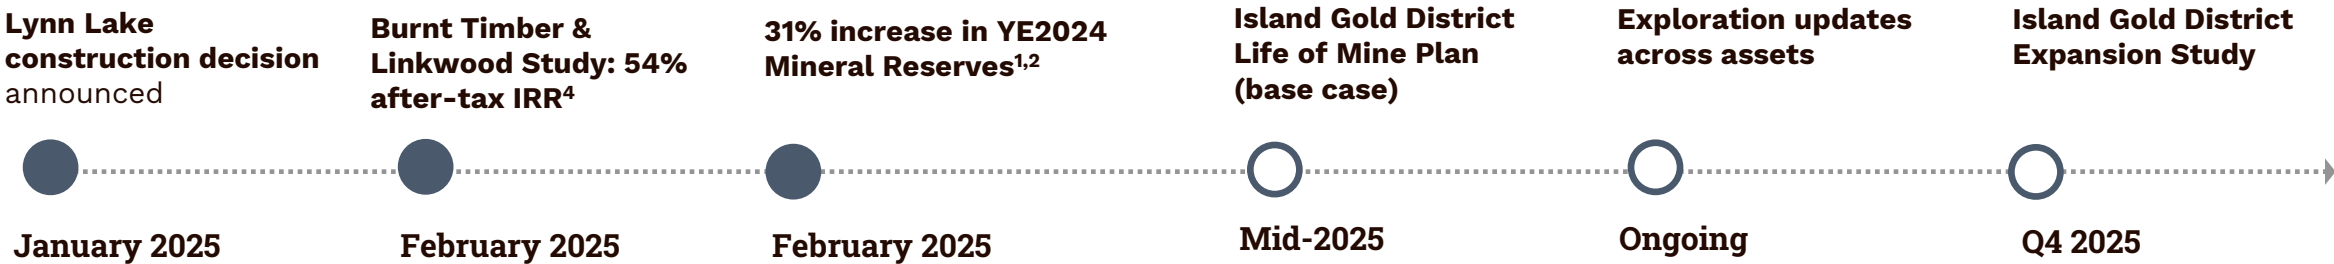 Lynn Lake
construction decision
announced
Burnt Timber &
Linkwood Study: 54%
after-tax IRR4
31% increase in YE2024
Mineral Reserves1,2
Island Gold District
Life of Mine Plan
(base case)
Exploration updates
across assets
Island Gold District
Expansion Study
January 2025
February 2025
February 2025
Mid-2025
Ongoing
Q4 2025